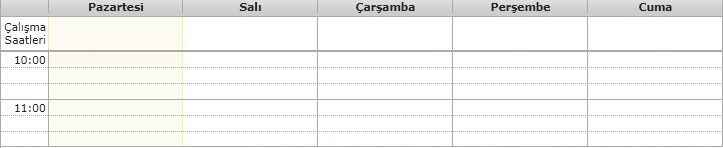 Pazartesi Salı Çarşamba Perşembe Cuma
Çalışma
Saatleri
10:00
11:00